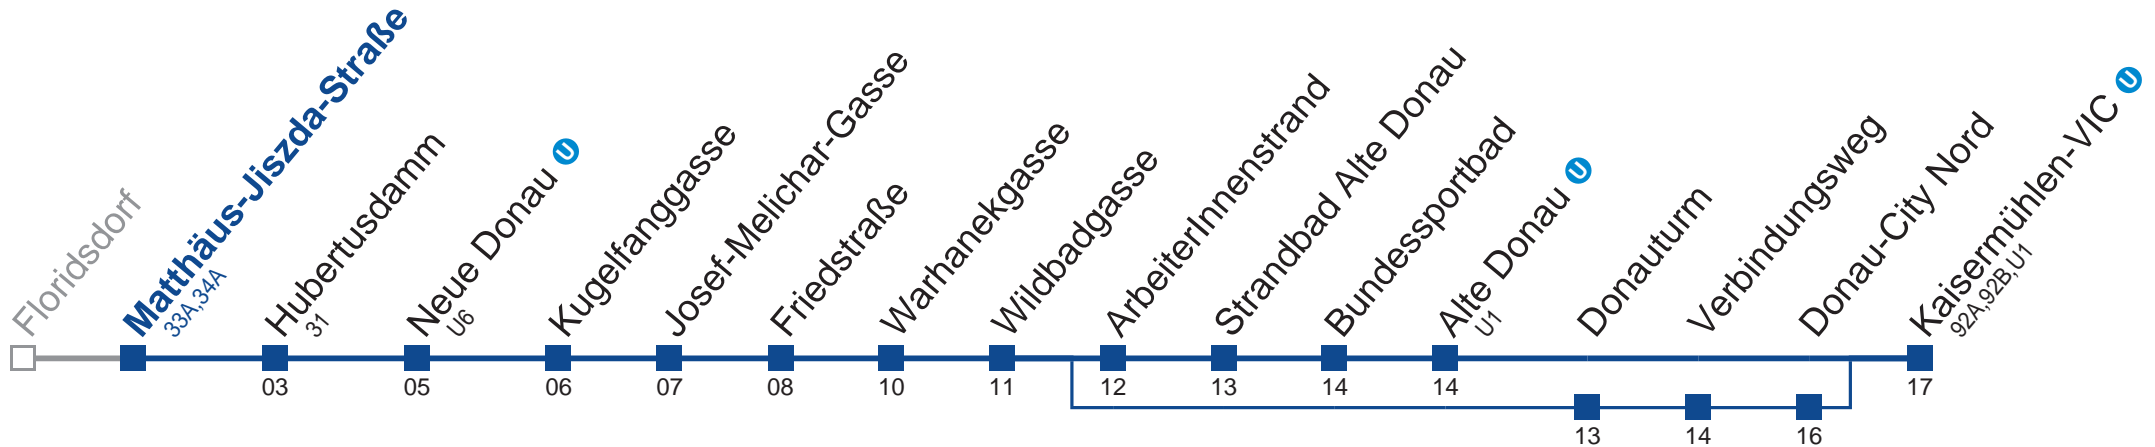 Floridsdorf
Matthäus-Jiszda-Straße
33A,34A
Hubertusdamm
31
Neue Donau U
U6
Kugelfanggasse
Josef-Melichar-Gasse
Friedstraße
Warhanekgasse
Wildbadgasse
ArbeiterInnenstrand
Strandbad Alte Donau
Bundessportbad
Alte Donau U
U1
Donauturm
Verbindungsweg
Donau-City Nord
Kaisermühlen-VIC U
92A,92B,U1
03 05 06 07 08 10 11 12 13 14 14 17
13 14 16